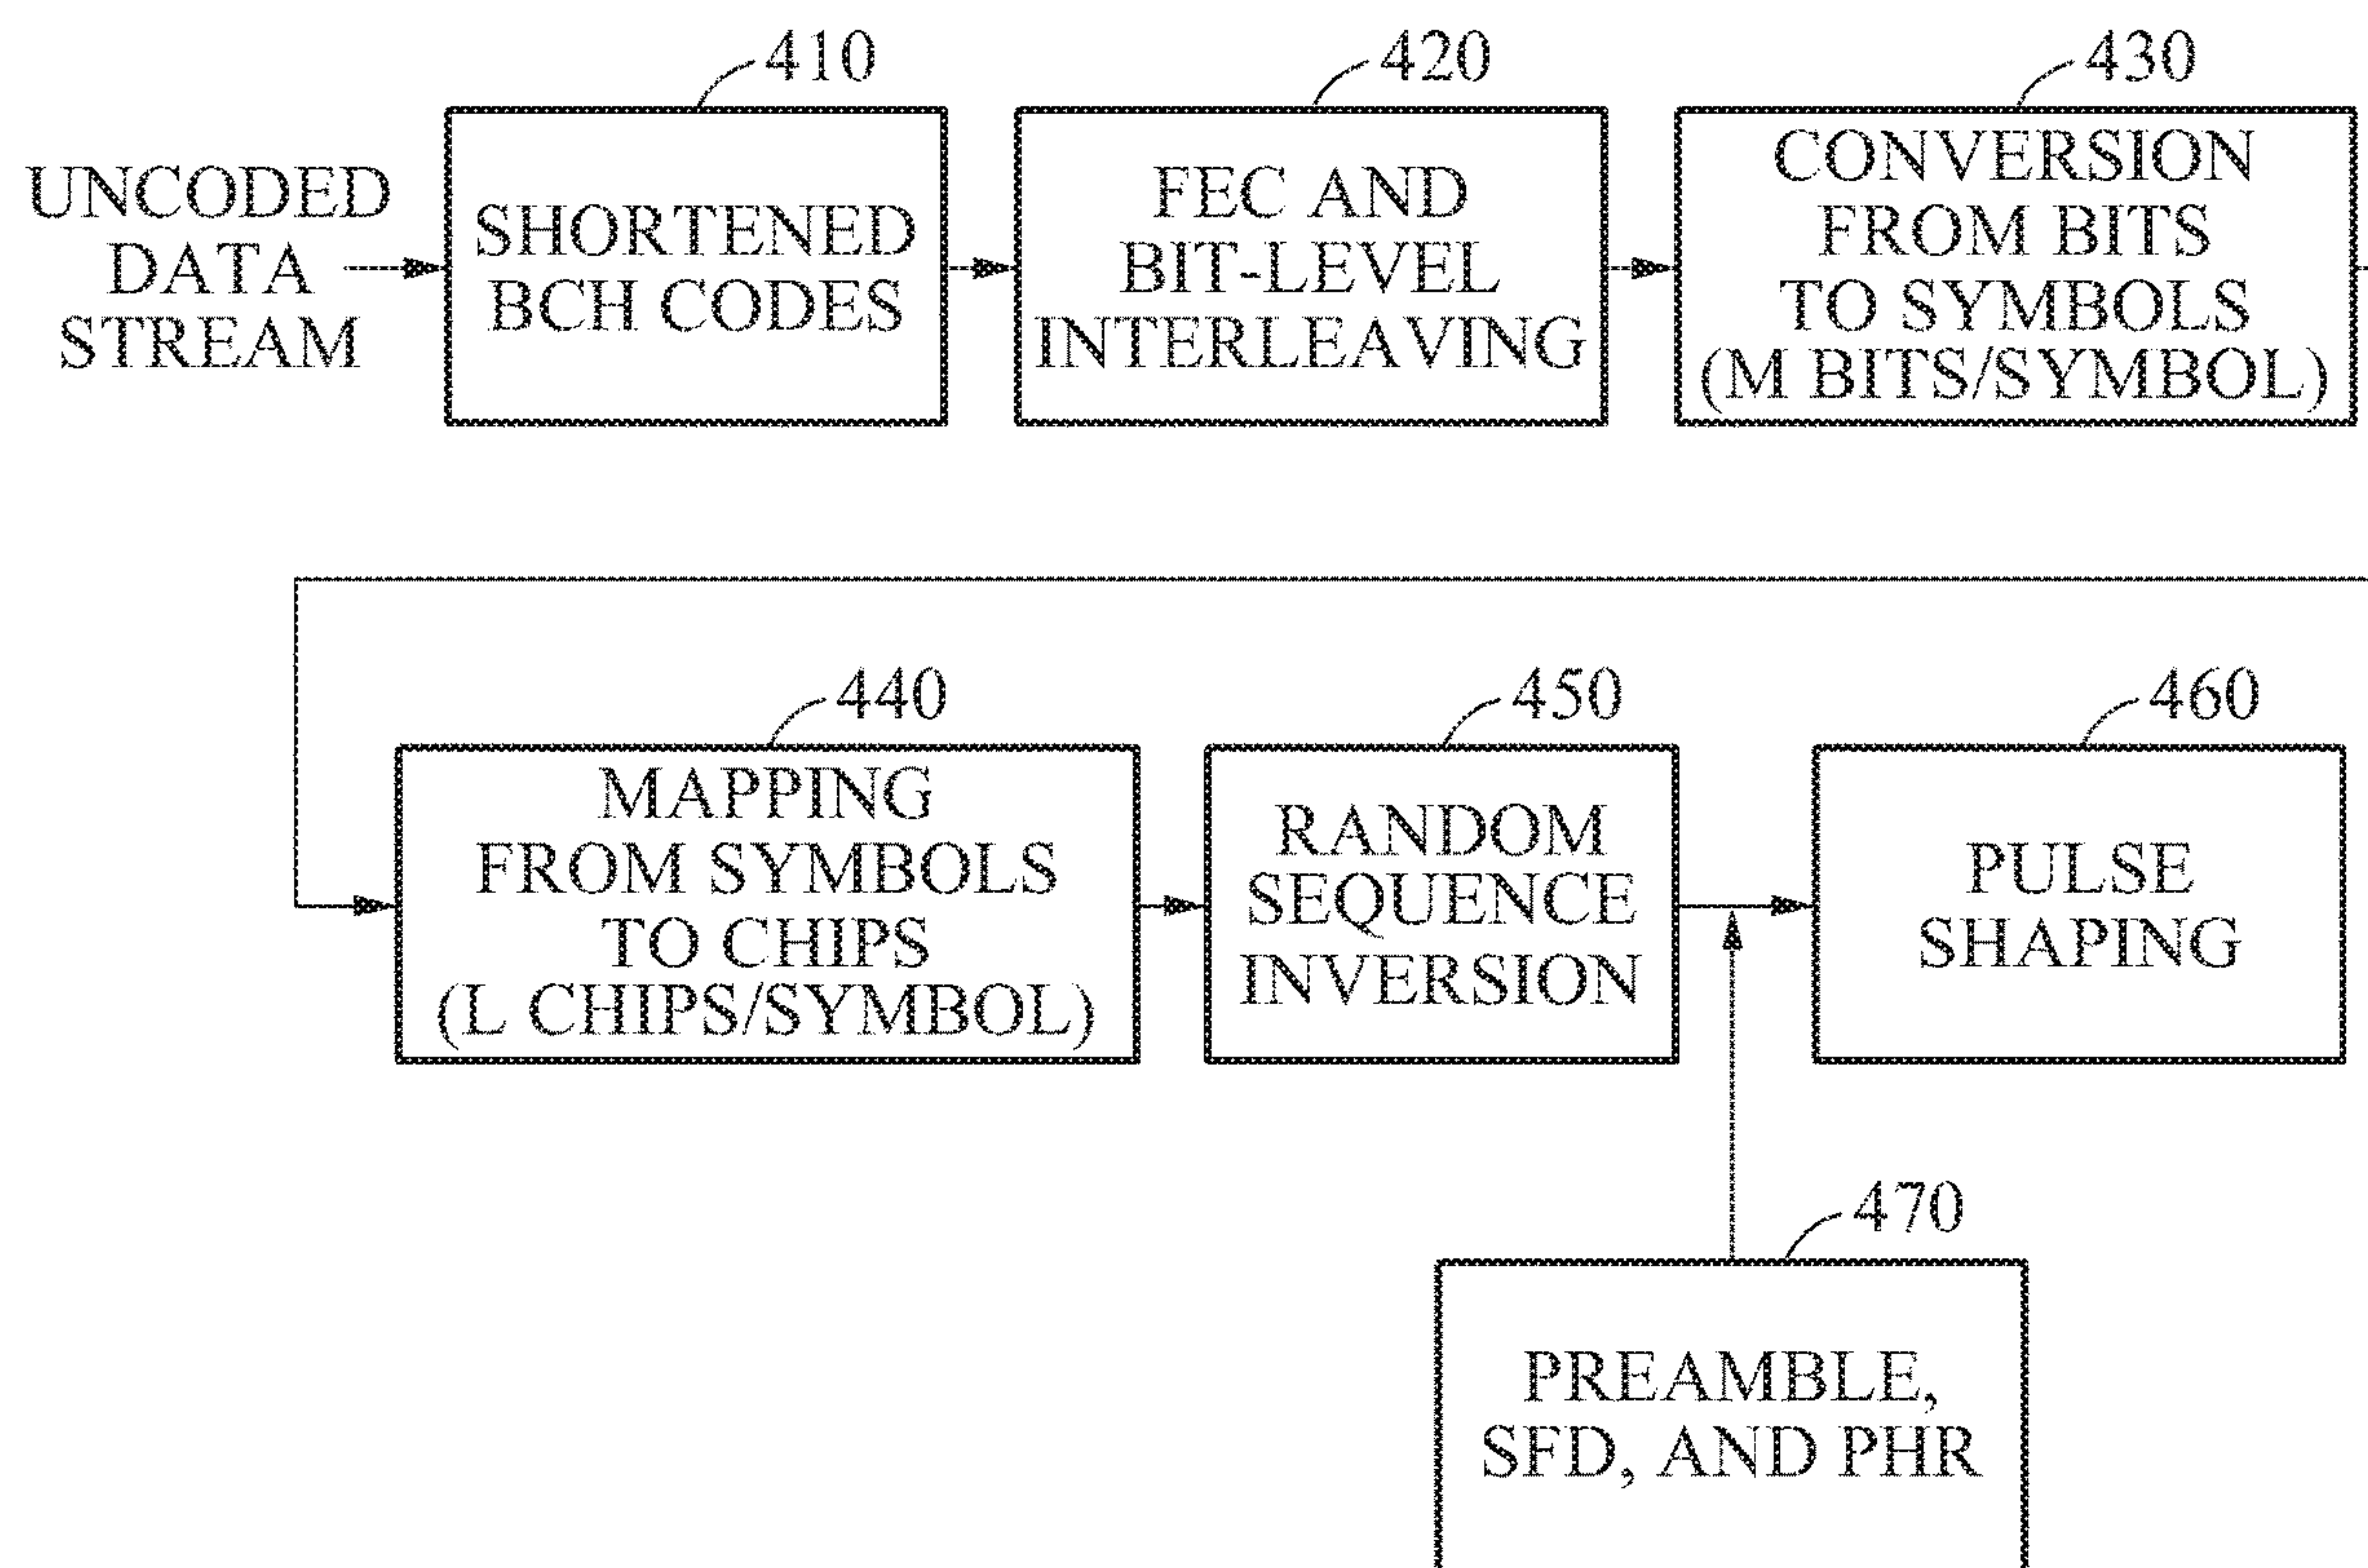 410
420
430
UNCODED
DATA
STREAM
SHORTENED
BCH CODES
FEC AND
BIT-LEVEL
INTERLEAVING
CONVERSION
FROM BITS
TO SYMBOLS
(M BITS/SYMBOL)
440
450
460
MAPPING
FROM SYMBOLS
TO CHIPS
(L CHIPS/SYMBOL)
RANDOM
SEQUENCE
INVERSION
PULSE
SHAPING
470
PREAMBLE,
SFD, AND PHR